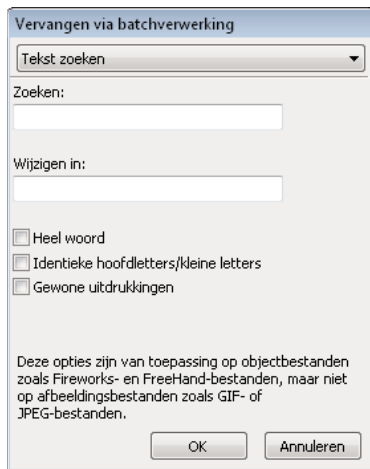 Vervangen via batchverwerking
Tekst zoeken
Zoeken:
Wijzigen in:
Heel woord
Identieke hoofdletters/kleine letters
Gewone uitdrukkingen
Deze opties zijn van toepassing op objectbestanden
zoals Fireworks- en FreeHand-bestanden, maar niet
op afbeeldingsbestanden zoals GIF- of
JPEG-bestanden.
OK Annuleren